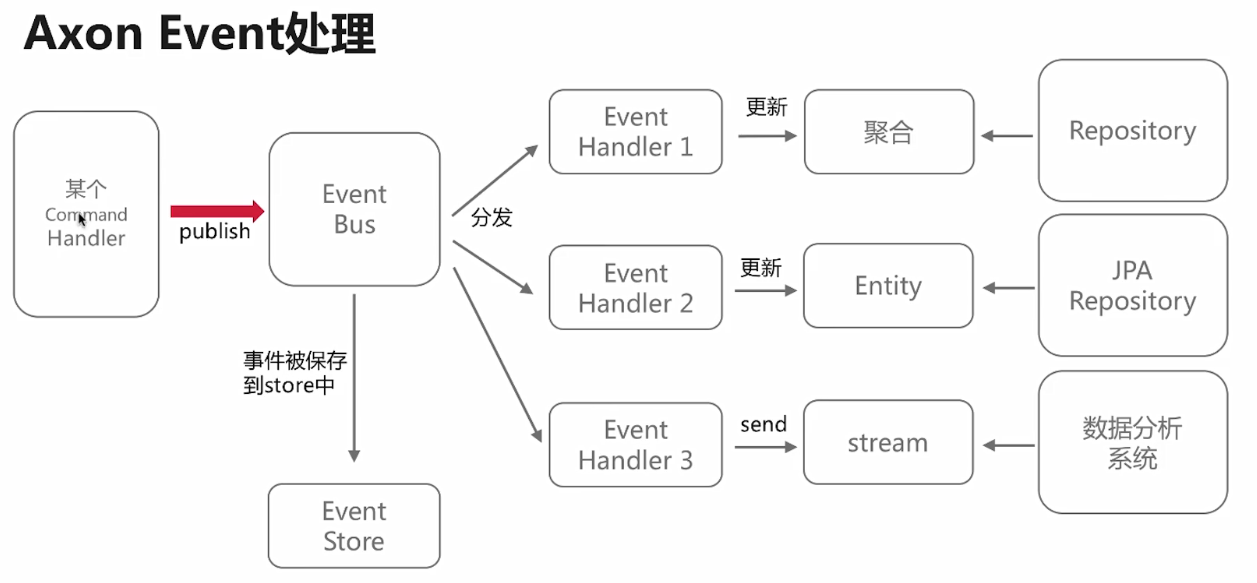 Axon Event处理
某个
Command
Handler
publish
Event
Bus
分发
事件被保存
到store中
Event
Store
Event
Handler 1
更新
聚合
Repository
Event
Handler 2
更新
Entity
JPA
Repository
Event
Handler 3
send
stream
数据分析
系统